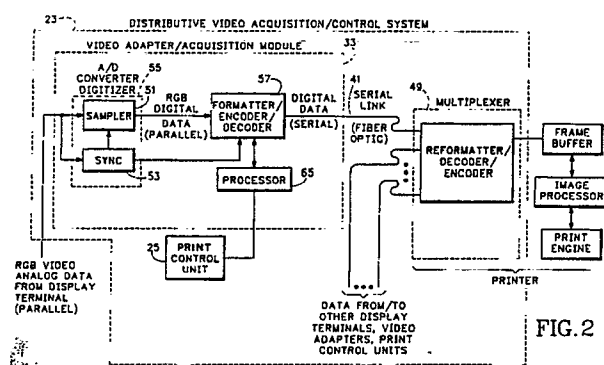 23
DISTRIBUTIVE VIDEO ACQUISITION/CONTROL SYSTEM
VIDEO ADAPTER/ACQUISITION MODULE
33
A/D
CONVERTER
DIGITIZER
55
51
SAMPLER
SYNC
53
RGB
DIGITAL
DATA
(PARALLEL)
57
FORMATTER/
ENCODER/
DECODER
PROCESSOR
65
DIGITAL
DATA
(SERIAL)
41
SERIAL
LINK
(FIBER
OPTIC)
49
MULTIPLEXER
REFORMATTER/
DECODER/
ENCODER
FRAME
BUFFER
IMAGE
PROCESSOR
PRINT
ENGINE
PRINTER
25
PRINT
CONTROL
UNIT
RGB VIDEO
ANALOG DATA
FROM DISPLAY
TERMINAL
(PARALLEL)
DATA FROM/TO
OTHER DISPLAY
TERMINALS, VIDEO
ADAPTERS, PRINT
CONTROL UNITS
FIG.2